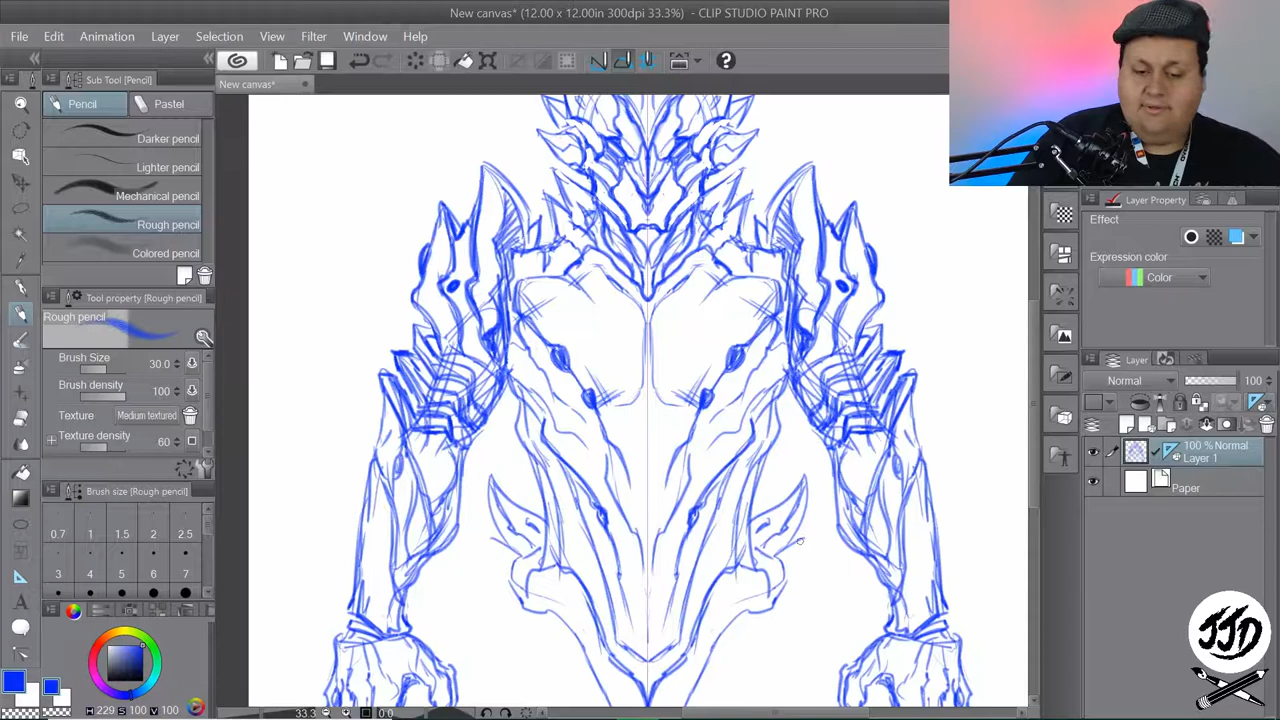 New canvas* (12.00 x 12.00in 300dpi 33.3%) - CLIP STUDIO PAINT PRO
File Edit Animation Layer Selection View Filter Window Help
Sub Tool [Pencil]
New canvas*
Pencil Pastel
Darker pencil
Lighter pencil
Mechanical pencil
Rough pencil
Colored pencil
Tool property [Rough pencil]
Rough pencil
Brush Size 30.0
Brush density 100
Texture Medium textured
Texture density 60
Brush size [Rough pencil]
0.7 1 1.5 2 2.5
3 4 5 6 7
H 229 S 100 V 100
33.3 0.0
Layer Property
Effect
Expression color
Color
Layer
Normal 100
100 % Normal
Layer 1
Paper
JJD